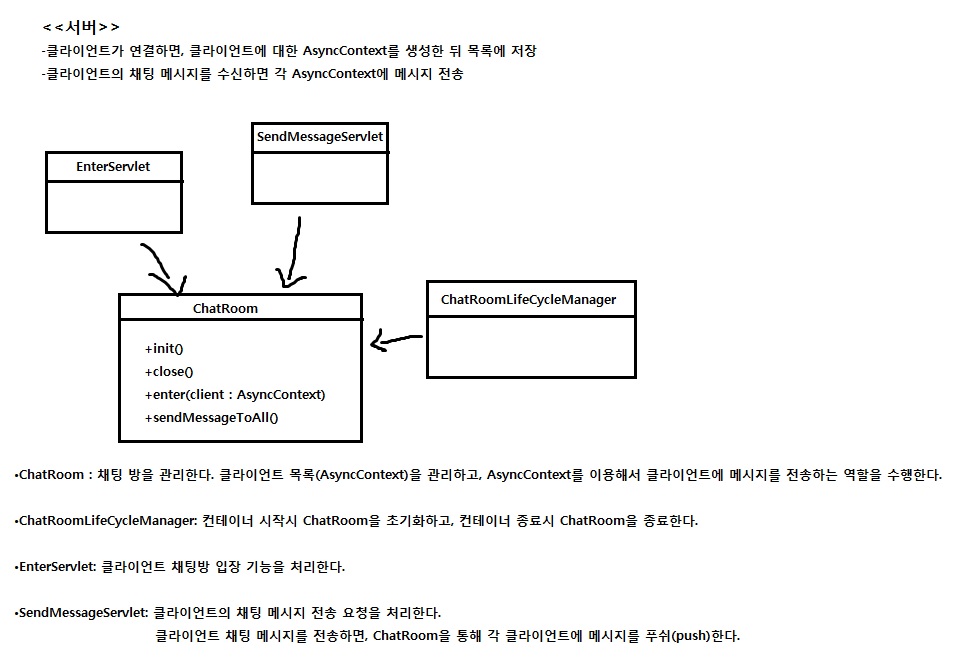 <<서버>>
-클라이언트가 연결하면, 클라이언트에 대한 AsyncContext를 생성한 뒤 목록에 저장
-클라이언트의 채팅 메시지를 수신하면 각 AsyncContext에 메시지 전송
SendMessageServlet
EnterServlet
ChatRoomLifeCycleManager
ChatRoom
+init()
+close()
+enter(client : AsyncContext)
+sendMessageToAll()
•ChatRoom : 채팅 방을 관리한다. 클라이언트 목록(AsyncContext)을 관리하고, AsyncContext를 이용해서 클라이언트에 메시지를 전송하는 역할을 수행한다.
•ChatRoomLifeCycleManager: 컨테이너 시작시 ChatRoom을 초기화하고, 컨테이너 종료시 ChatRoom을 종료한다.
•EnterServlet: 클라이언트 채팅방 입장 기능을 처리한다.
•SendMessageServlet: 클라이언트의 채팅 메시지 전송 요청을 처리한다.
클라이언트 채팅 메시지를 전송하면, ChatRoom을 통해 각 클라이언트에 메시지를 푸쉬(push)한다.